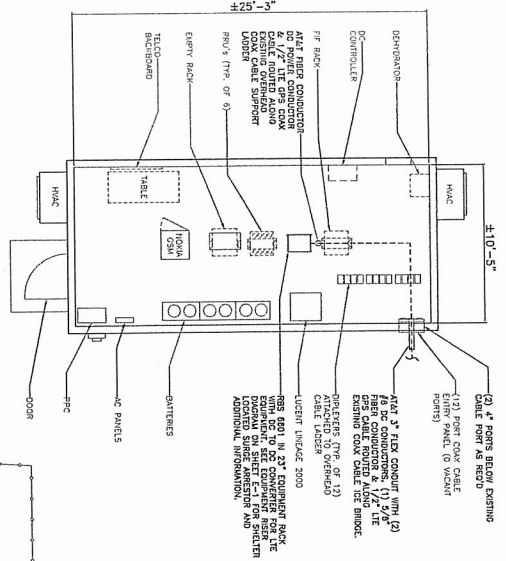 ±25'-3"
±10'-5"
DEHYDRATOR
DC
CONTROLLER
FIF RACK
AT&T FIBER CONDUCTOR
DC POWER CONDUCTOR
& 1/2" LTE GPS COAX
CABLE ROUTED ALONG
EXISTING OVERHEAD
COAX CABLE SUPPORT
LADDER
RRU's (TYP. OF 6)
EMPTY RACK
TELCO
BACKBOARD
HVAC
TABLE
NOKIA
GSM
HVAC
(2) 4" PORTS BELOW EXISTING
CABLE PORT AS REQ'D
(12) PORT COAX CABLE
ENTRY PANEL (0 VACANT
PORTS)
AT&T 3" FLEX CONDUIT WITH (2)
#8 DC CONDUCTORS, (1) 5/8"
FIBER CONDUCTOR & 1/2" LTE
GPS CABLE ROUTED ALONG
EXISTING COAX CABLE ICE BRIDGE.
DIPLEXERS (TYP. OF 12)
ATTACHED TO OVERHEAD
CABLE LADDER
LUCENT LINEAGE 2000
RBS 6601 IN 23" EQUIPMENT RACK
WITH DC TO DC CONVERTER FOR LTE
EQUIPMENT. SEE EQUIPMENT RISER
DIAGRAM ON SHEET E-1 FOR SHELTER
LOCATED SURGE ARRESTOR AND
ADDITIONAL INFORMATION.
BATTERIES
AC PANELS
PPC
DOOR